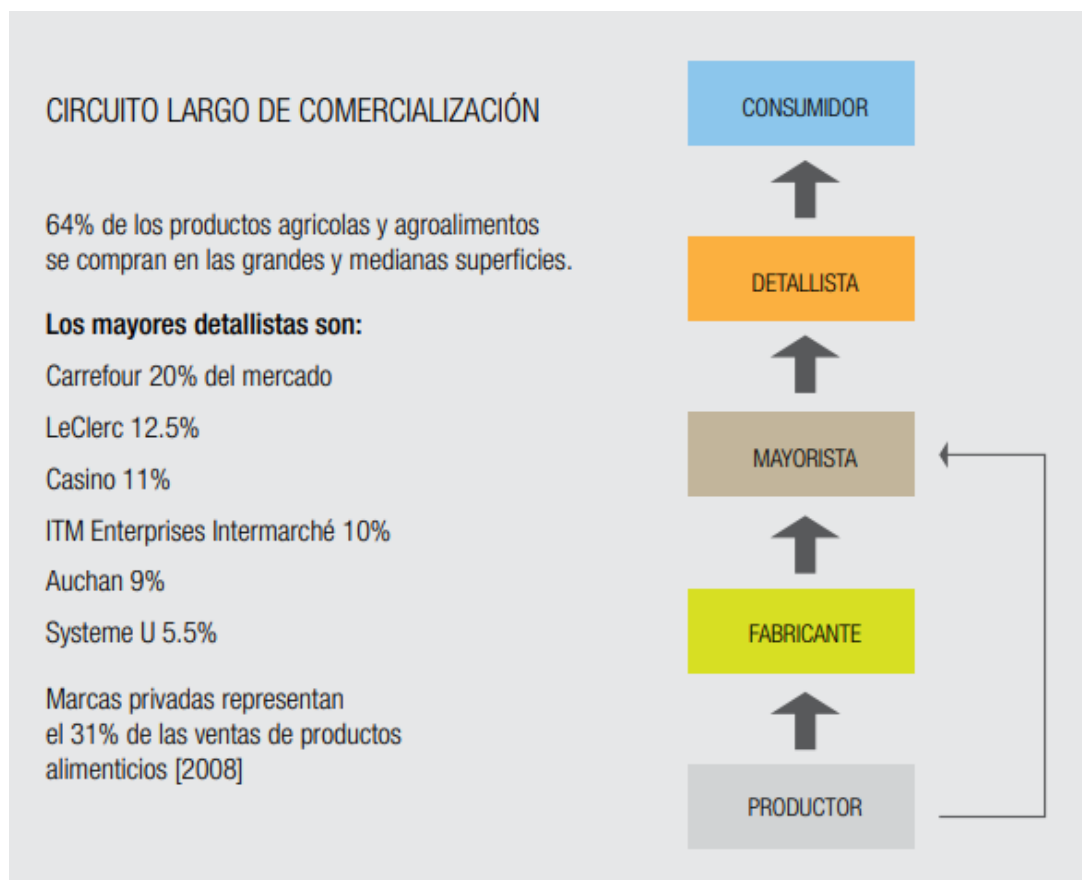 CIRCUITO LARGO DE COMERCIALIZACIÓN
64% de los productos agricolas y agroalimentos
se compran en las grandes y medianas superficies.
Los mayores detallistas son:
Carrefour 20% del mercado
LeClerc 12.5%
Casino 11%
ITM Enterprises Intermarché 10%
Auchan 9%
Systeme U 5.5%
Marcas privadas representan
el 31% de las ventas de productos
alimenticios [2008]
CONSUMIDOR
DETALLISTA
MAYORISTA
FABRICANTE
PRODUCTOR